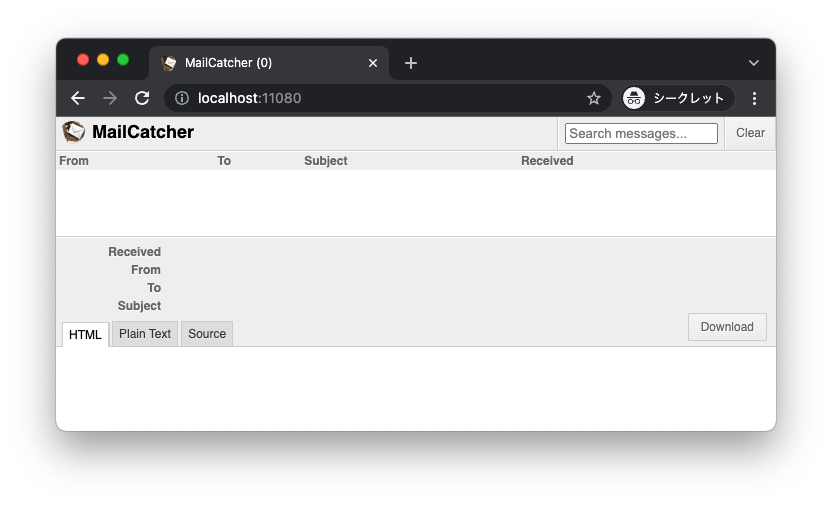 MailCatcher (0)
localhost:11080
シークレット
MailCatcher
Search messages...
Clear
From To Subject Received
Received
From
To
Subject
HTML Plain Text Source
Download